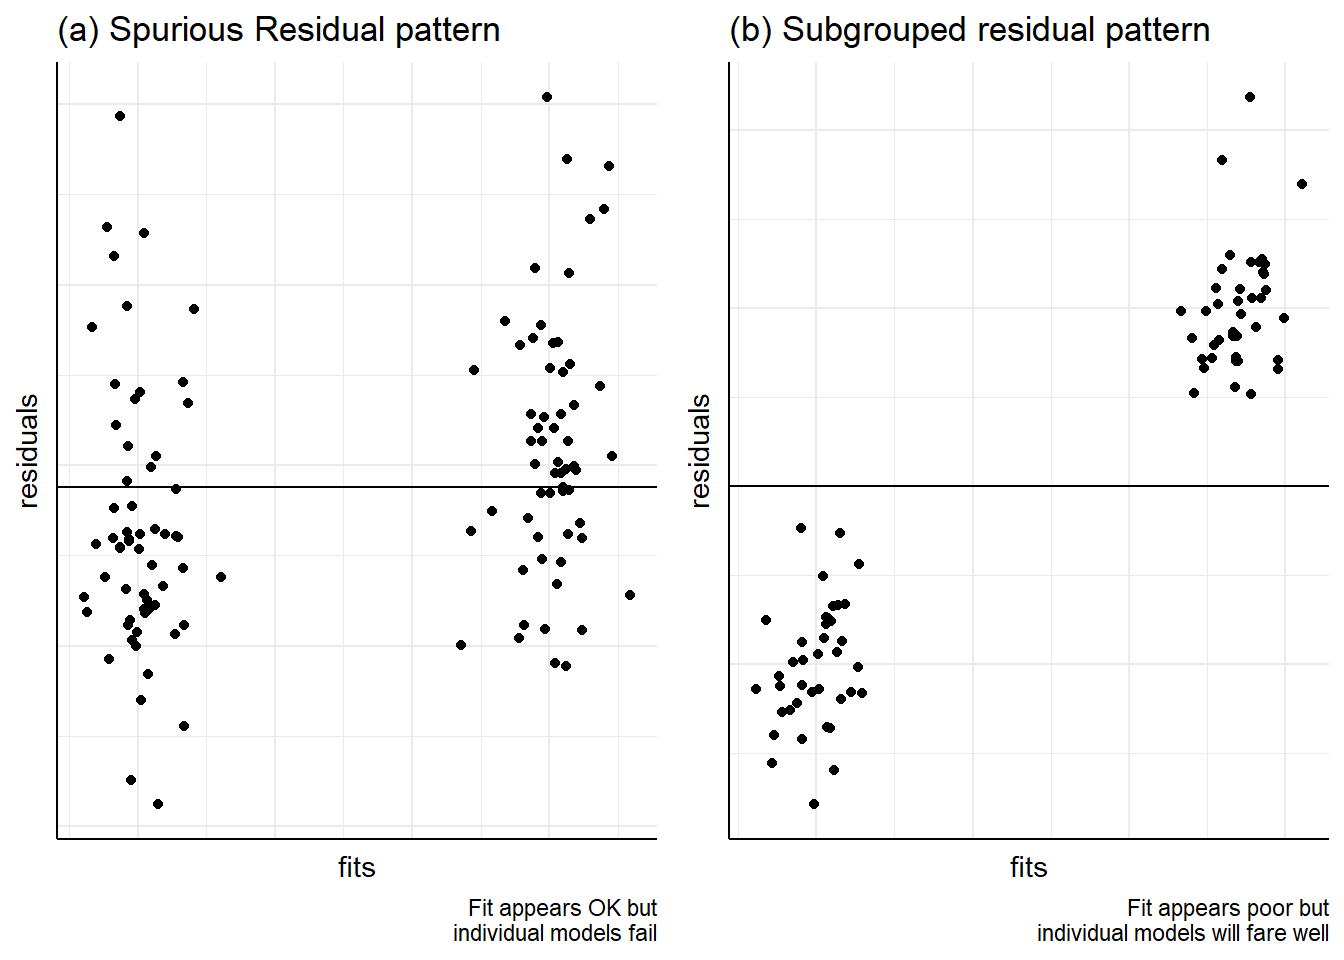 (a) Spurious Residual pattern
residuals
fits
Fit appears OK but
individual models fail
(b) Subgrouped residual pattern
residuals
fits
Fit appears poor but
individual models will fare well